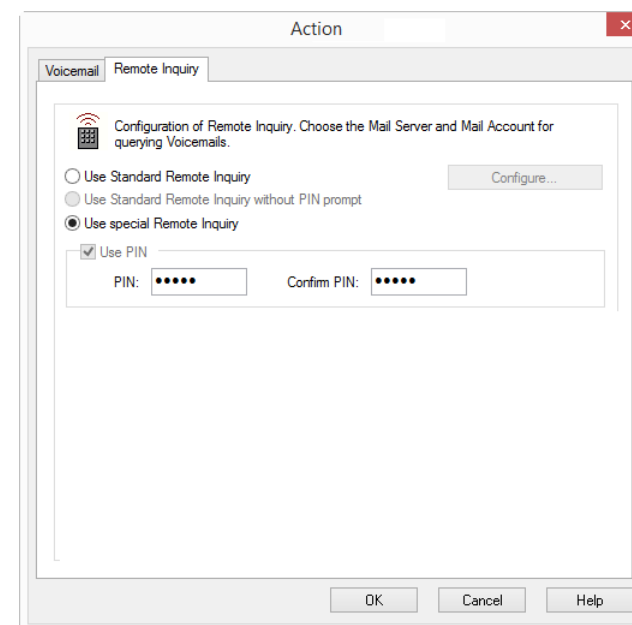 Action
Voicemail Remote Inquiry
Configuration of Remote Inquiry. Choose the Mail Server and Mail Account for
querying Voicemails.
Use Standard Remote Inquiry Configure...
Use Standard Remote Inquiry without PIN prompt
Use special Remote Inquiry
Use PIN
PIN: ••••• Confirm PIN: •••••
OK Cancel Help